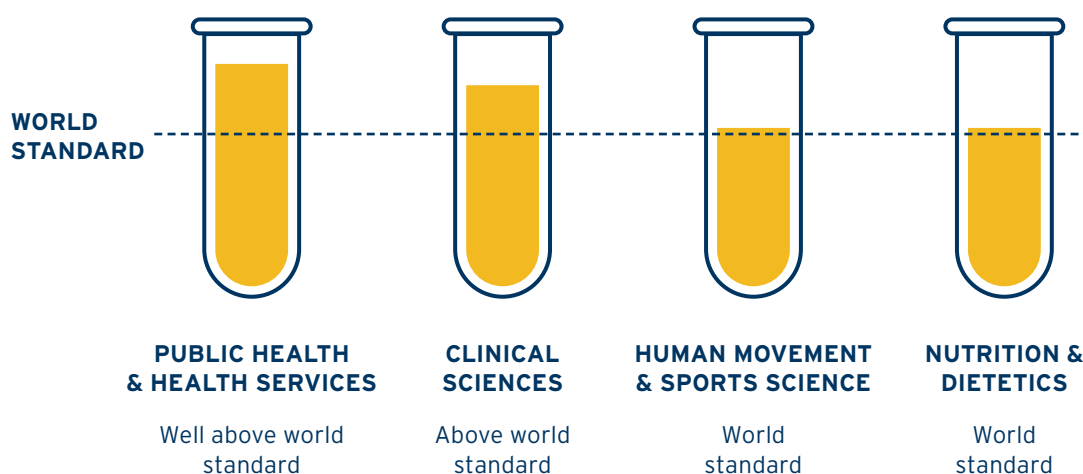 WORLD
STANDARD
PUBLIC HEALTH
& HEALTH SERVICES
Well above world
standard
CLINICAL
SCIENCES
Above world
standard
HUMAN MOVEMENT
& SPORTS SCIENCE
World
standard
NUTRITION &
DIETETICS
World
standard